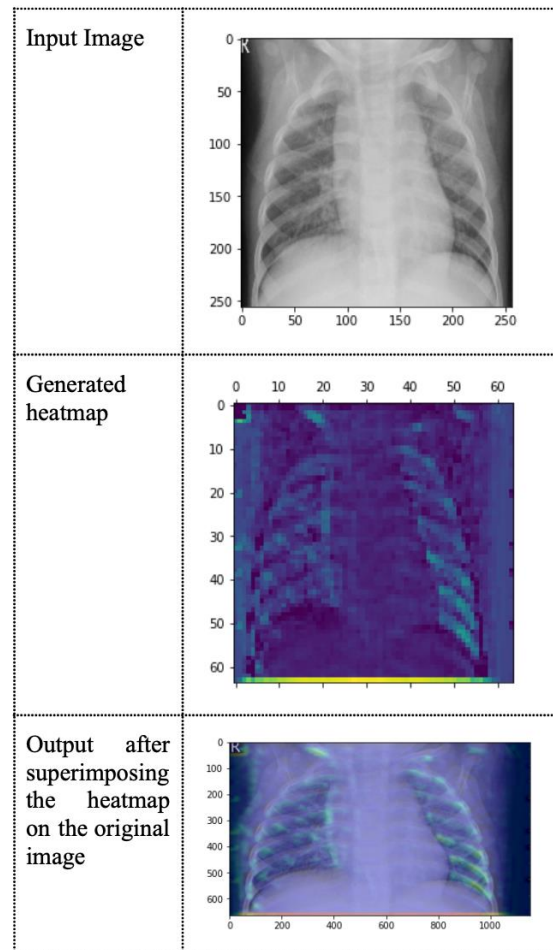 Input Image
0
50
100
150
200
250
0 50 100 150 200 250
R
Generated
heatmap
0 10 20 30 40 50 60
0
10
20
30
40
50
60
Output after
superimposing
the heatmap
on the original
image
0
100
200
300
400
500
600
0 200 400 600 800 1000
R